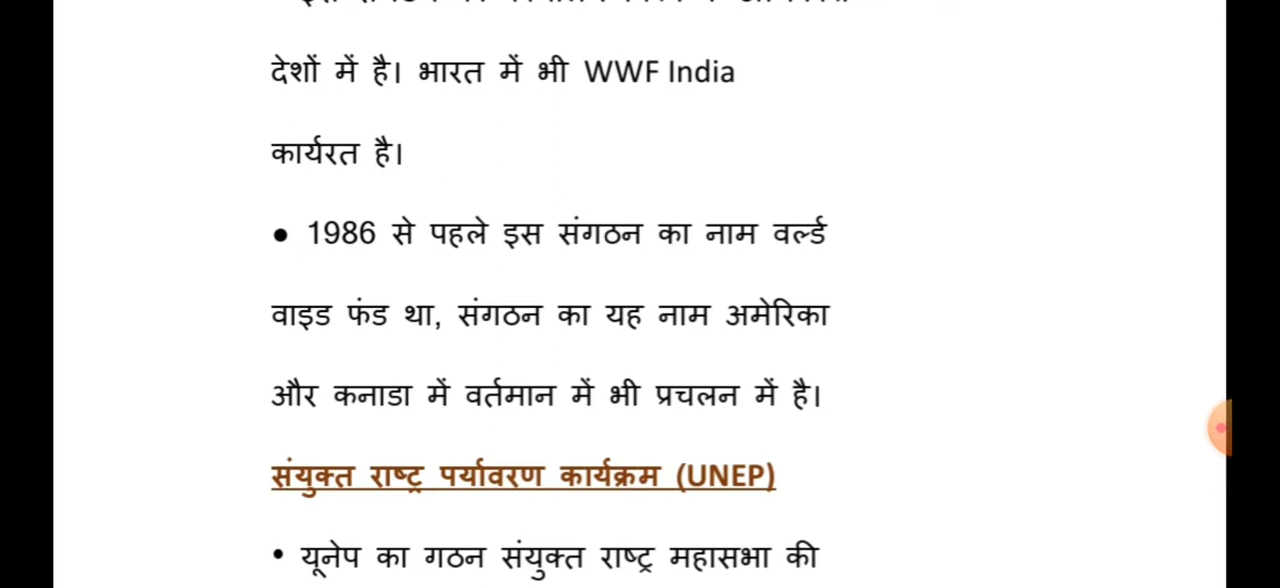 देशों में है। भारत में भी WWF India
कार्यरत है।
● 1986 से पहले इस संगठन का नाम वर्ल्ड
वाइड फंड था, संगठन का यह नाम अमेरिका
और कनाडा में वर्तमान में भी प्रचलन में है।
संयुक्त राष्ट्र पर्यावरण कार्यक्रम (UNEP)
• यूनेप का गठन संयुक्त राष्ट्र महासभा की